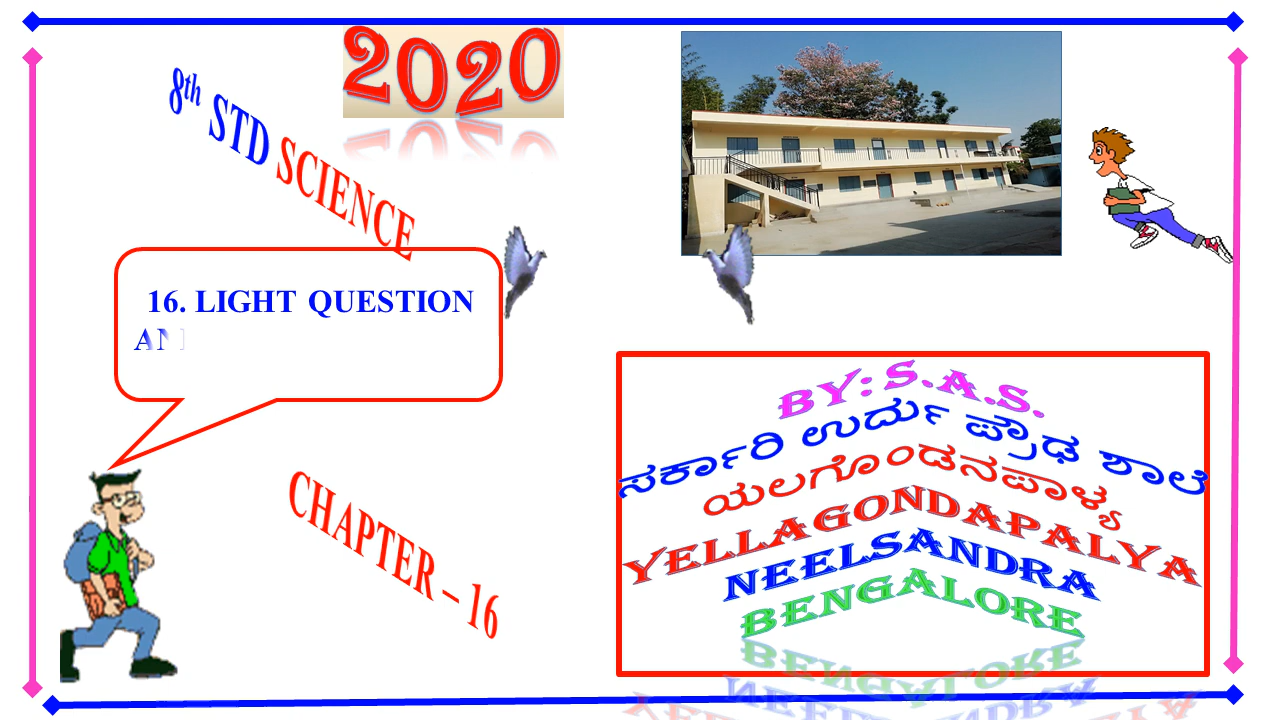 2020
8th STD SCIENCE
16. LIGHT QUESTION
CHAPTER – 16
BY: S.A.S.
ಸರ್ಕಾರಿ ಉರ್ದು ಪ್ರೌಢ ಶಾಲೆ
ಯಲಗೊಂಡನಪಾಳ್ಯ
YELLAGONDAPALYA
NEELSANDRA
BENGALORE